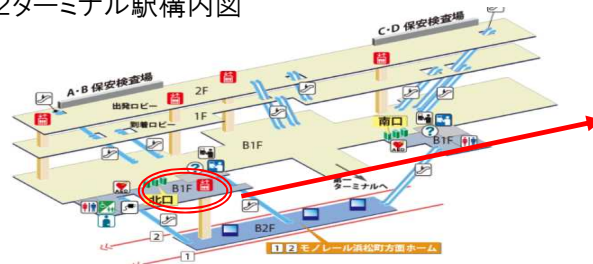 2ターミナル駅構内図
C・D 保安検査場
A・B 保安検査場
2F
出発ロビー
1F
到着ロビー
南口
B1F
B1F
AED
第一
ターミナルへ
AED
B1F
北口
B2F
2
1 2 モノレール浜松町方面ホーム
1